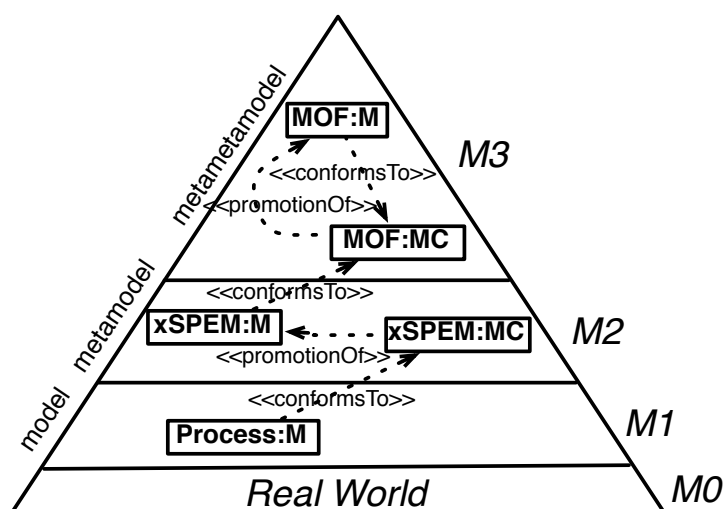 MOF:M
M3
<<conformsTo>>
<<promotionOf>>
metametamodel
MOF:MC
<<conformsTo>>
xSPEM:M
xSPEM:MC
M2
<<promotionOf>>
metamodel
<<conformsTo>>
model
Process:M
M1
Real World
M0